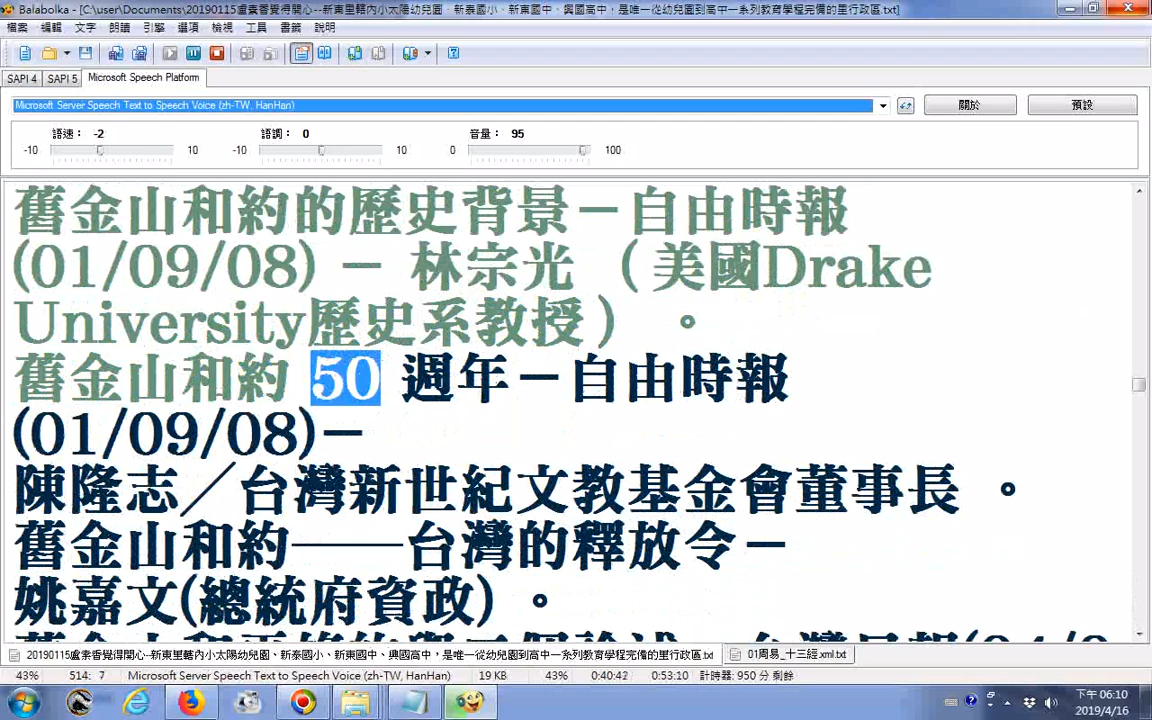 Balabolka - [C:\user\Documents\20190115盧素香覺得開心--新東里轄內小太陽幼兒園、新泰國小、新東國中、興國高中，是唯一從幼兒園到高中一系列教育學程完備的里行政區.txt]
檔案 編輯 文字 朗讀 引擎 選項 檢視 工具 書籤 說明
SAPI 4 SAPI 5 Microsoft Speech Platform
Microsoft Server Speech Text to Speech Voice (zh-TW, HanHan) 關於 預設
語速： -2 語調： 0 音量： 95
-10 10 -10 10 0 100
舊金山和約的歷史背景－自由時報
(01/09/08) － 林宗光 （美國Drake
University歷史系教授） 。
舊金山和約 50 週年－自由時報
(01/09/08)－
陳隆志／台灣新世紀文教基金會董事長 。
舊金山和約──台灣的釋放令－
姚嘉文(總統府資政) 。
20190115盧素香覺得開心--新東里轄內小太陽幼兒園、新泰國小、新東國中、興國高中，是唯一從幼兒園到高中一系列教育學程完備的里行政區.txt 01周易_十三經.xml.txt
43% 514: 7 Microsoft Server Speech Text to Speech Voice (zh-TW, HanHan) 19 KB 43% 0:40:42 0:53:10 計時器: 950 分 剩餘
下午 06:10
2019/4/16